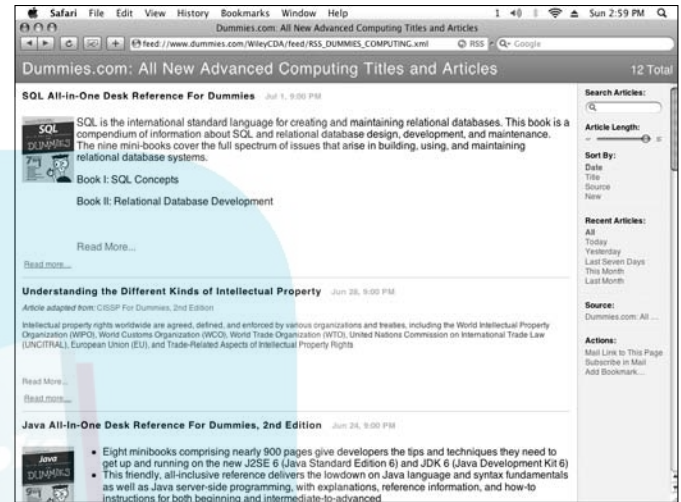 Safari File Edit View History Bookmarks Window Help
1
Sun 2:59 PM
Dummies.com: All New Advanced Computing Titles and Articles
feed://www.dummies.com/WileyCDA/feed/RSS_DUMMIES_COMPUTING.xml
RSS
Google
Dummies.com: All New Advanced Computing Titles and Articles
12 Total
SQL All-in-One Desk Reference For Dummies Jul 1, 9:00 PM
SQL
DUMMIES
7
SQL is the international standard language for creating and maintaining relational databases. This book is a
compendium of information about SQL and relational database design, development, and maintenance.
The nine mini-books cover the full spectrum of issues that arise in building, using, and maintaining
relational database systems.
Book I: SQL Concepts
Book II: Relational Database Development
Read More...
Read more...
Understanding the Different Kinds of Intellectual Property Jun 28, 9:00 PM
Article adapted from: CISSP For Dummies, 2nd Edition
Intellectual property rights worldwide are agreed, defined, and enforced by various organizations and treaties, including the World Intellectual Property
Organization (WIPO), World Customs Organization (WCO), World Trade Organization (WTO), United Nations Commission on International Trade Law
(UNCITRAL), European Union (EU), and Trade-Related Aspects of Intellectual Property Rights
Read More...
Read more...
Java All-In-One Desk Reference For Dummies, 2nd Edition Jun 24, 9:00 PM
Java
DUMMIES
• Eight minibooks comprising nearly 900 pages give developers the tips and techniques they need to
get up and running on the new J2SE 6 (Java Standard Edition 6) and JDK 6 (Java Development Kit 6)
• This friendly, all-inclusive reference delivers the lowdown on Java language and syntax fundamentals
as well as Java server-side programming, with explanations, reference information, and how-to
instructions for both beginning and intermediate-to-advanced
Search Articles:
Article Length:
Sort By:
Date
Title
Source
New
Recent Articles:
All
Today
Yesterday
Last Seven Days
This Month
Last Month
Source:
Dummies.com: All ...
Actions:
Mail Link to This Page
Subscribe in Mail
Add Bookmark...